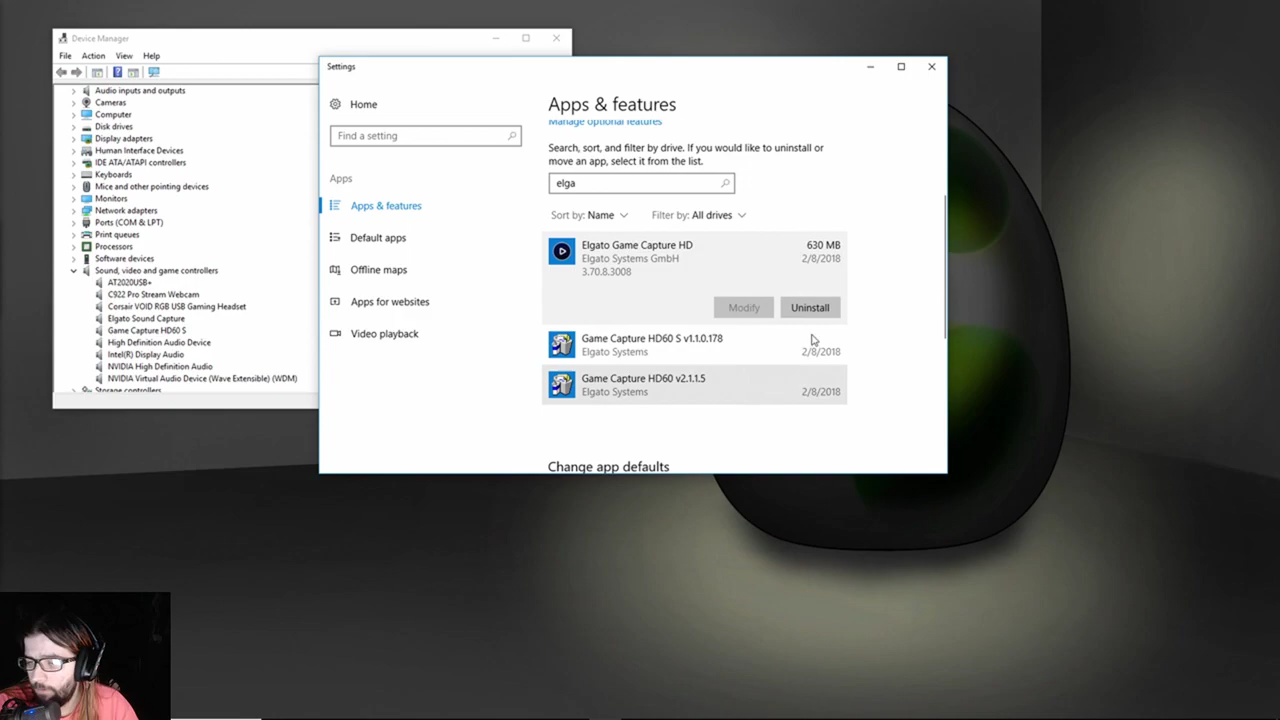 Device Manager
File Action View Help
Audio inputs and outputs
Cameras
Computer
Disk drives
Display adapters
Human Interface Devices
IDE ATA/ATAPI controllers
Keyboards
Mice and other pointing devices
Monitors
Network adapters
Ports (COM & LPT)
Print queues
Processors
Software devices
Sound, video and game controllers
AT2020USB+
C922 Pro Stream Webcam
Corsair VOID RGB USB Gaming Headset
Elgato Sound Capture
Game Capture HD60 S
High Definition Audio Device
Intel(R) Display Audio
NVIDIA High Definition Audio
NVIDIA Virtual Audio Device (Wave Extensible) (WDM)
Storage controllers
Settings
Home
Find a setting
Apps
Apps & features
Default apps
Offline maps
Apps for websites
Video playback
Apps & features
Manage optional features
Search, sort, and filter by drive. If you would like to uninstall or
move an app, select it from the list.
elga
Sort by: Name Filter by: All drives
Elgato Game Capture HD 630 MB
Elgato Systems GmbH 2/8/2018
3.70.8.3008
Modify Uninstall
Game Capture HD60 S v1.1.0.178
Elgato Systems 2/8/2018
Game Capture HD60 v2.1.1.5
Elgato Systems 2/8/2018
Change app defaults